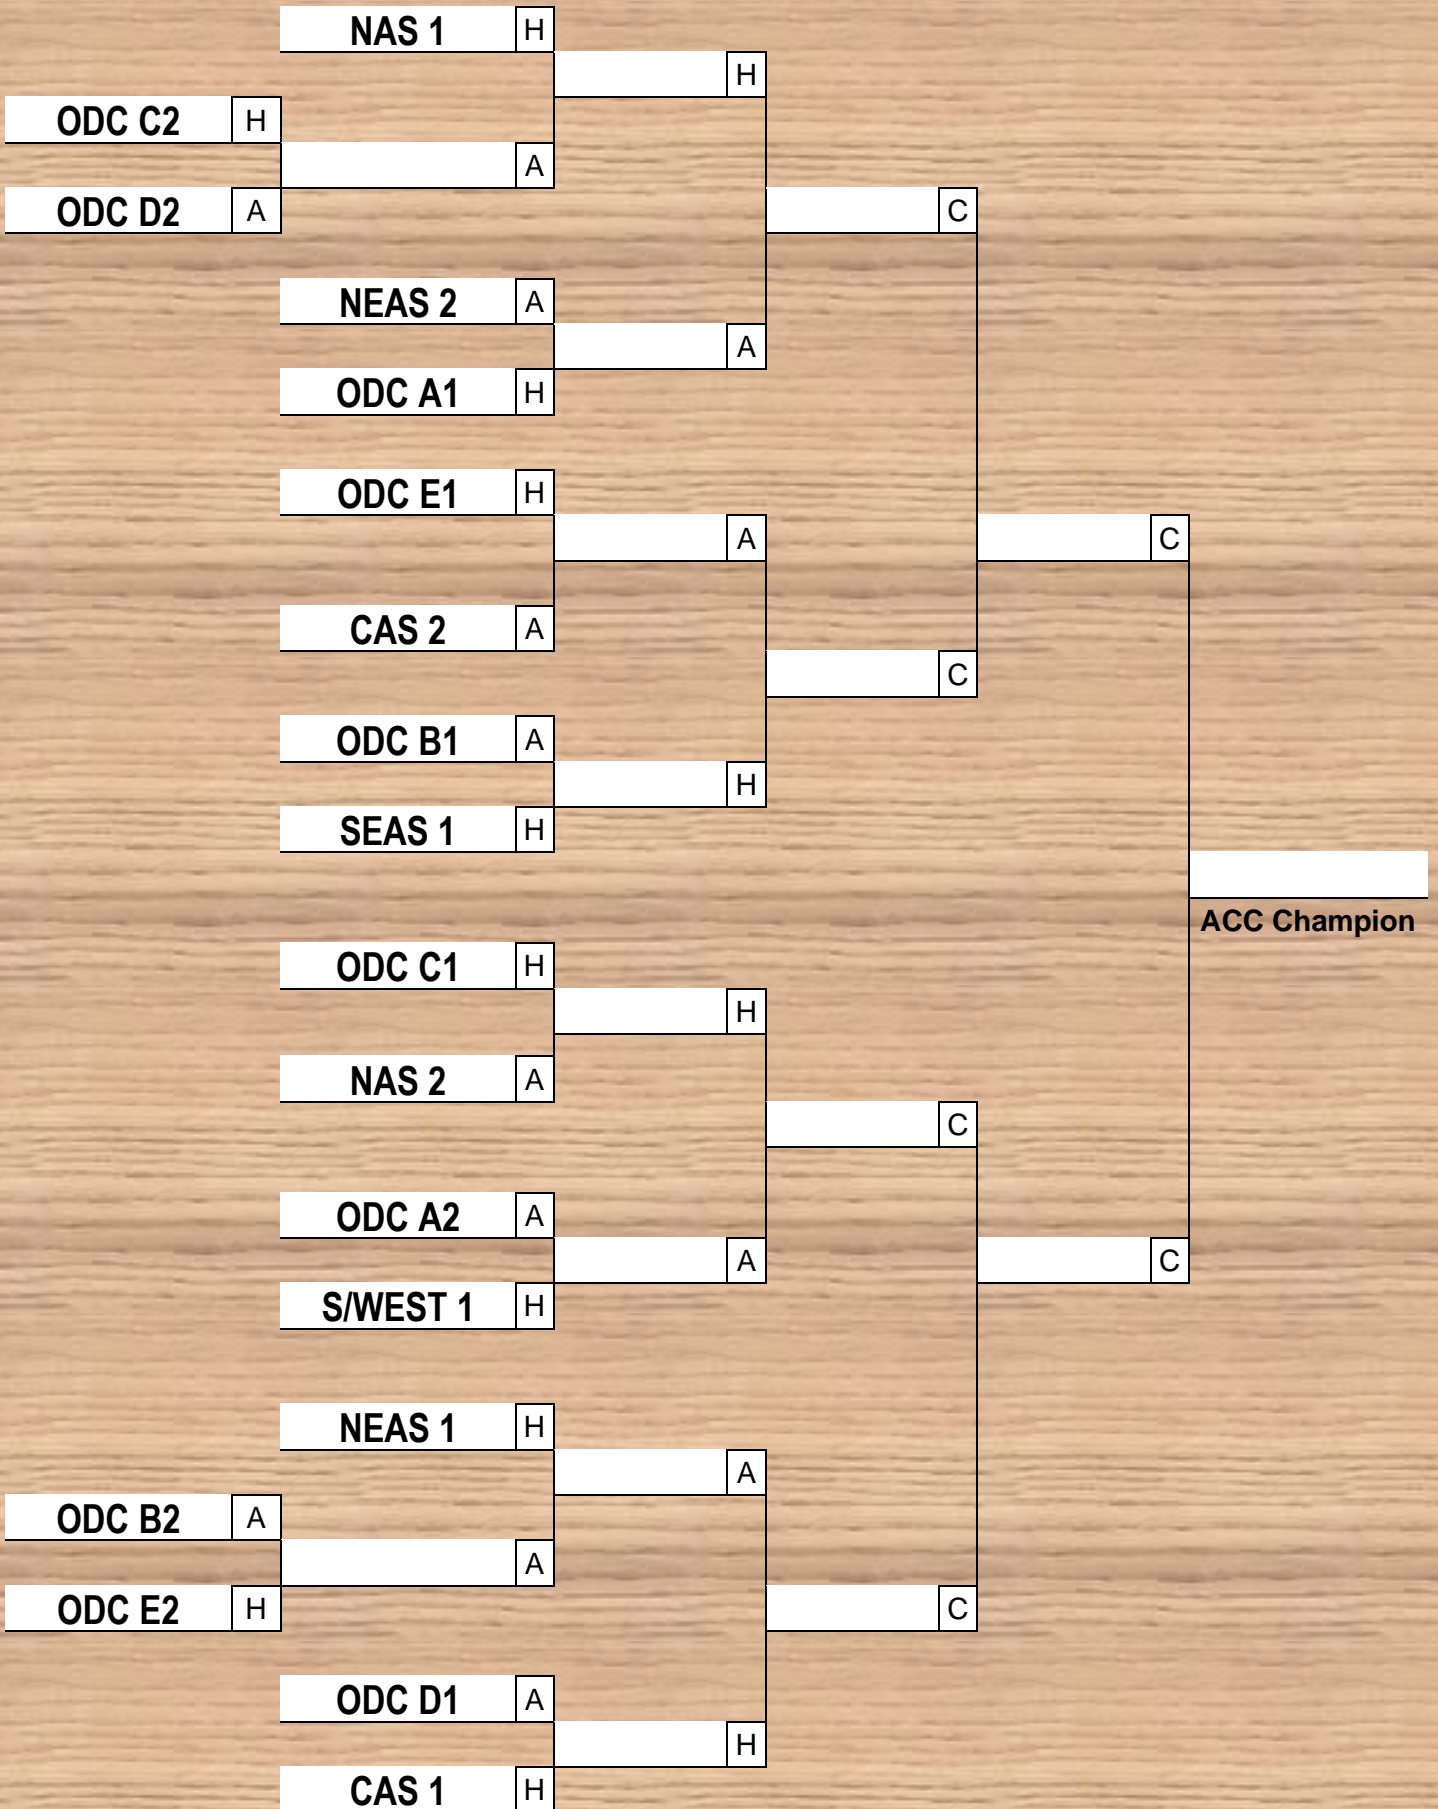 NAS 1 H
H
ODC C2 H
A
ODC D2 A
C
NEAS 2 A
A
ODC A1 H
ODC E1 H
A
C
CAS 2 A
C
ODC B1 A
H
SEAS 1 H
ACC Champion
ODC C1 H
H
NAS 2 A
C
ODC A2 A
A
C
S/WEST 1 H
NEAS 1 H
A
ODC B2 A
A
ODC E2 H
C
ODC D1 A
H
CAS 1 H